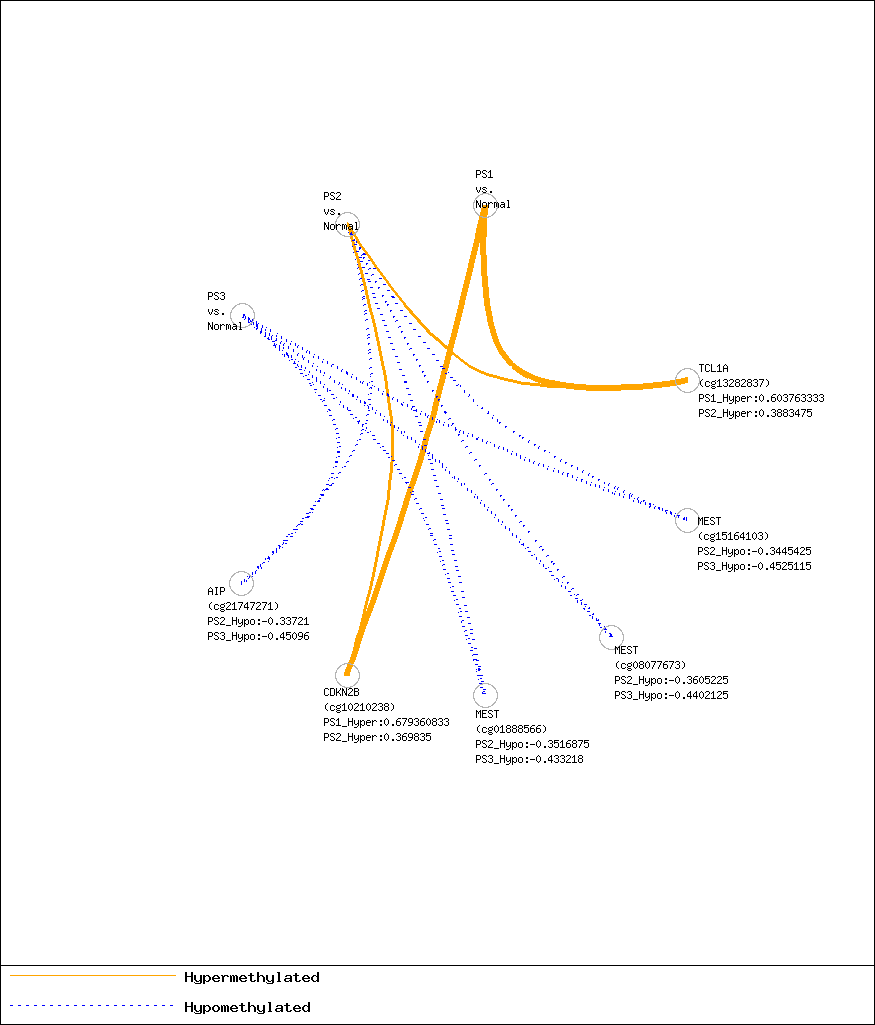 PS1
vs.
Normal
PS2
vs.
Normal
PS3
vs.
Normal
TCL1A
(cg13282837)
PS1_Hyper:0.603763333
PS2_Hyper:0.3883475
MEST
(cg15164103)
PS2_Hypo:-0.3445425
PS3_Hypo:-0.4525115
AIP
(cg21747271)
PS2_Hypo:-0.33721
PS3_Hypo:-0.45096
MEST
(cg08077673)
PS2_Hypo:-0.3605225
PS3_Hypo:-0.4402125
CDKN2B
(cg10210238)
PS1_Hyper:0.679360833
PS2_Hyper:0.369835
MEST
(cg01888566)
PS2_Hypo:-0.3516875
PS3_Hypo:-0.433218
Hypermethylated
Hypomethylated